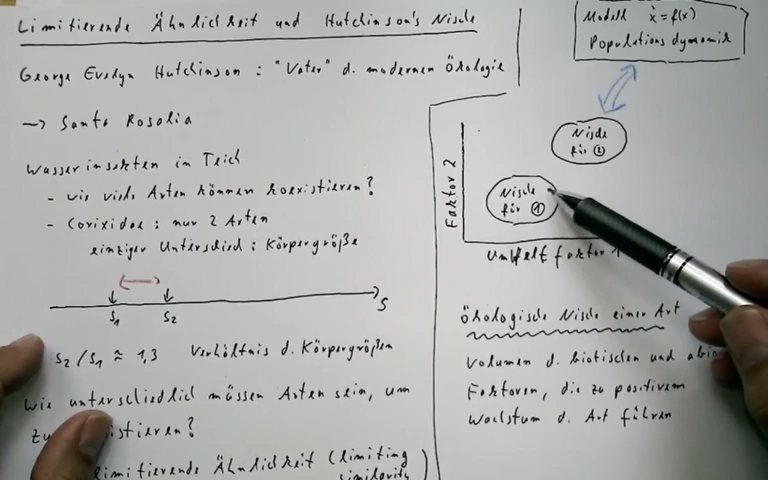 Limitierende Ähnlichkeit und Hutchinson's Nische
George Evelyn Hutchinson : "Vater" d. modernen Ökologie
→ Santa Rosalia
Wasserinsekten in Teich
- wie viele Arten können koexistieren?
- Corixidae : nur 2 Arten
einziger Unterschied : Körpergröße
S
S1 S2
S2/S1 ≈ 1,3 Verhältnis d. Körpergrößen
Wie unterschiedlich müssen Arten sein, um
limitierende Ähnlichkeit (limiting
similarity)
Modell ẋ = f(x)
Populationsdynamik
Nische
für ②
Nische
für ①
Faktor 2
Umweltfaktor
Ökologische Nische einer Art
Volumen d. biotischen und
Faktoren, die zu positivem
Wachstum d. Art führen